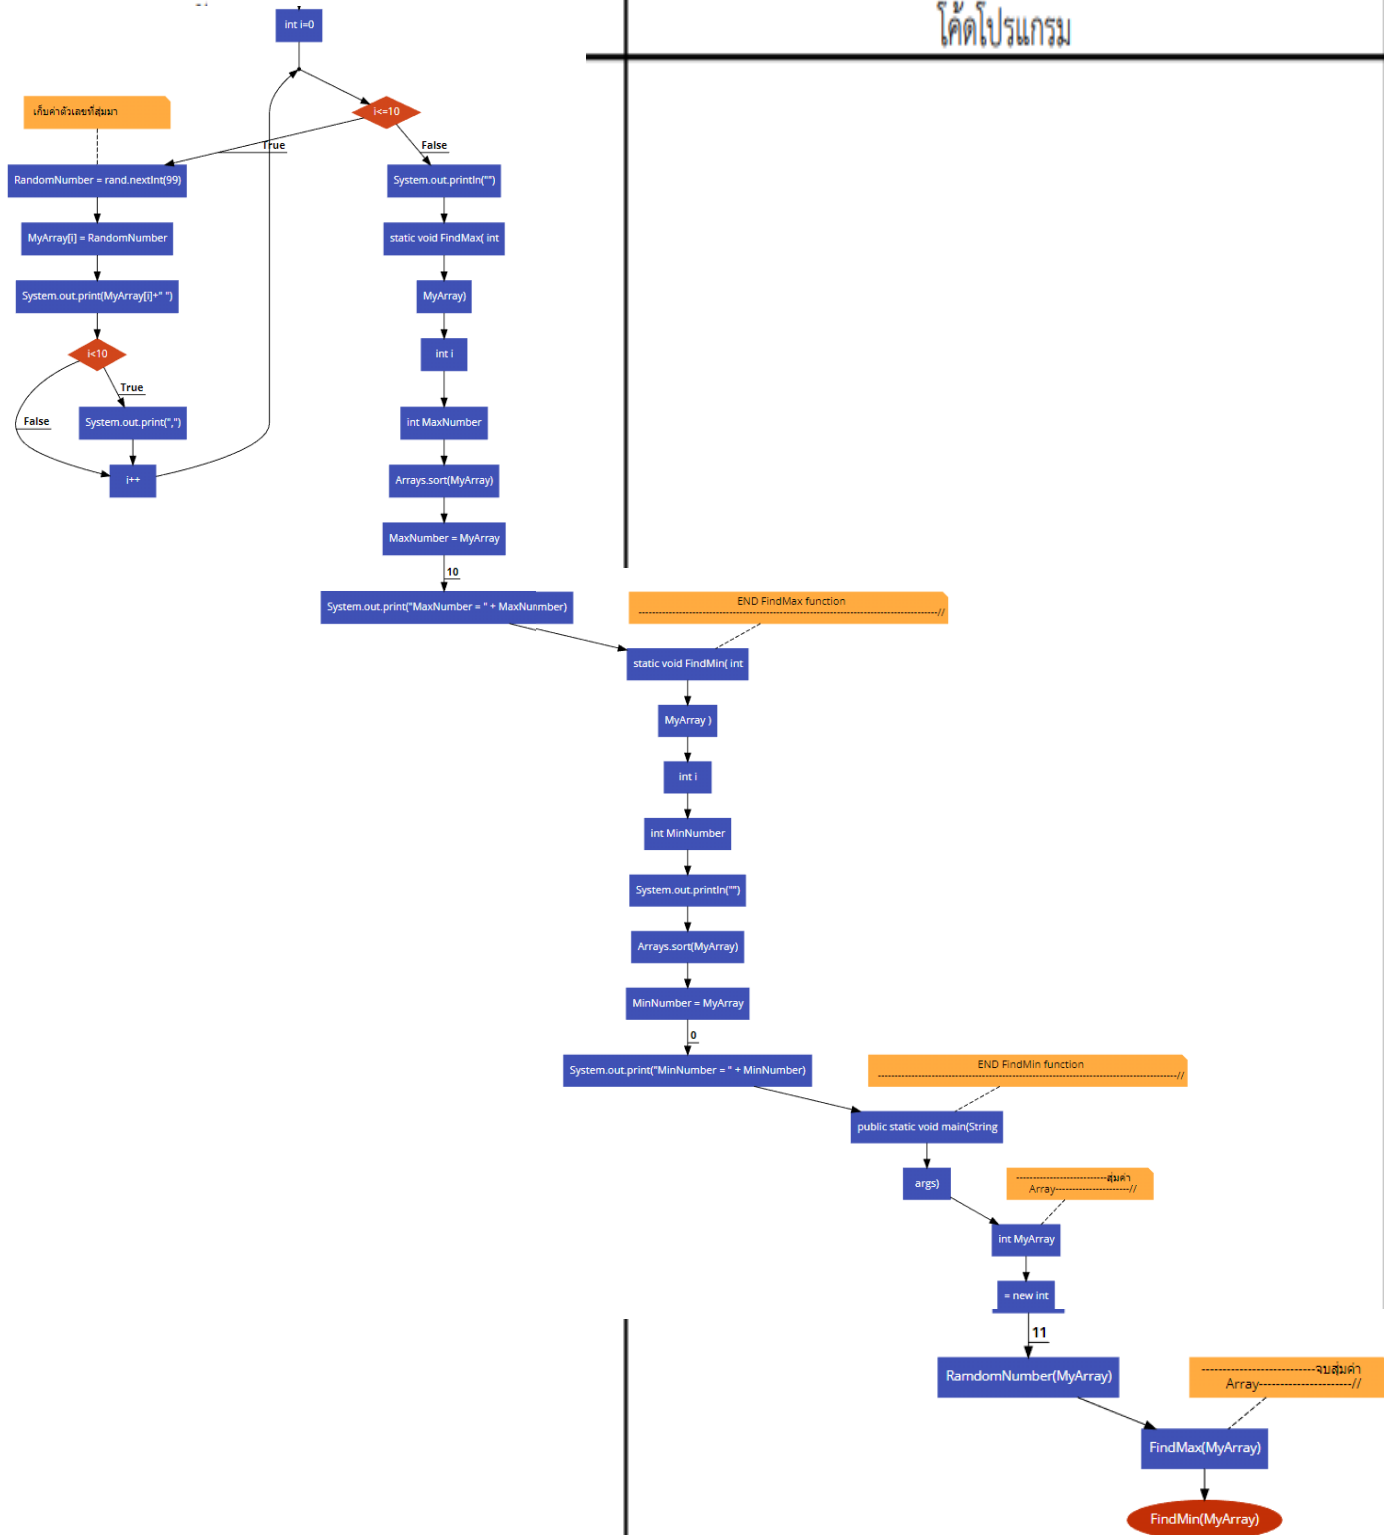 int i=0
โค้ดโปรแกรม
เก็บค่าตัวเลขที่สุ่มมา
i<=10
True
False
RandomNumber = rand.nextInt(99)
System.out.println("")
MyArray[i] = RandomNumber
static void FindMax( int
System.out.print(MyArray[i]+" ")
MyArray)
i<10
int i
True
False
System.out.print(",")
int MaxNumber
i++
Arrays.sort(MyArray)
MaxNumber = MyArray
10
System.out.print("MaxNumber = " + MaxNumber)
END FindMax function
--------------------------------------------------------------------------------------------------//
static void FindMin( int
MyArray )
int i
int MinNumber
System.out.println("")
Arrays.sort(MyArray)
MinNumber = MyArray
0
System.out.print("MinNumber = " + MinNumber)
END FindMin function
--------------------------------------------------------------------------------------------------//
public static void main(String
args)
-----------------------------สุ่มค่า
Array------------------------//
int MyArray
= new int
11
RamdomNumber(MyArray)
---------------------------จบสุ่มค่า
Array----------------------//
FindMax(MyArray)
FindMin(MyArray)